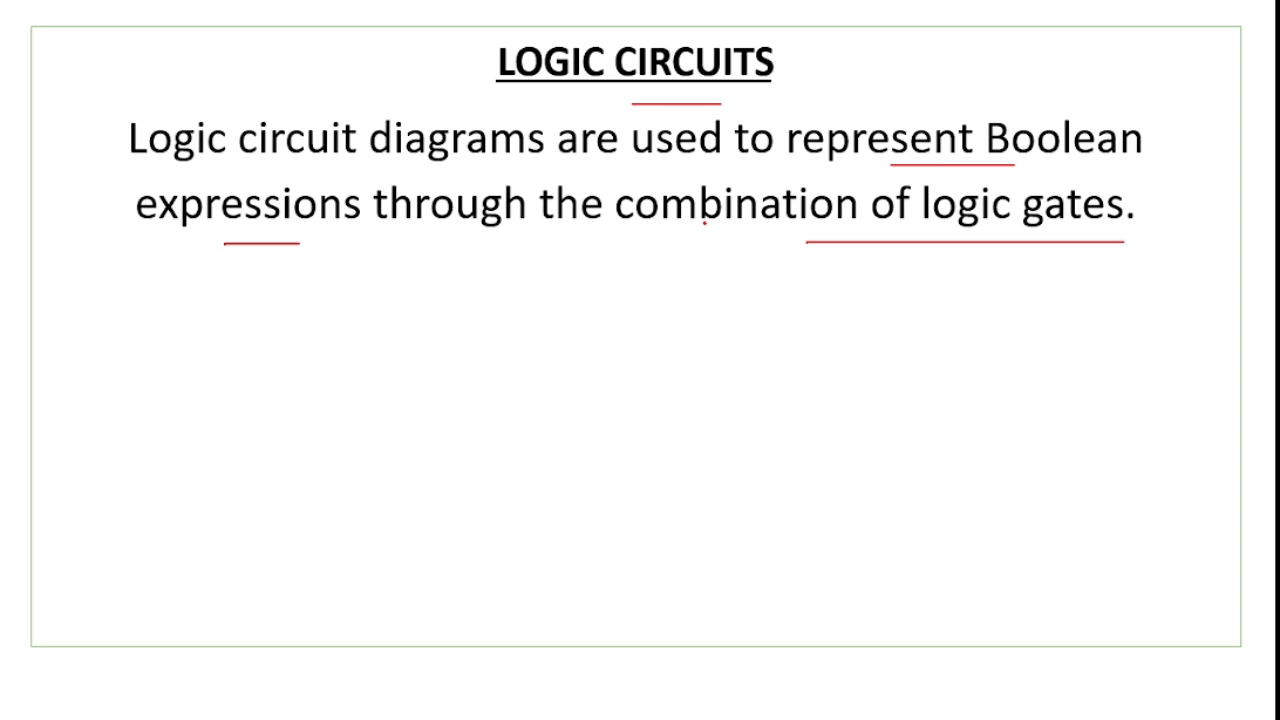 LOGIC CIRCUITS
Logic circuit diagrams are used to represent Boolean
expressions through the combination of logic gates.